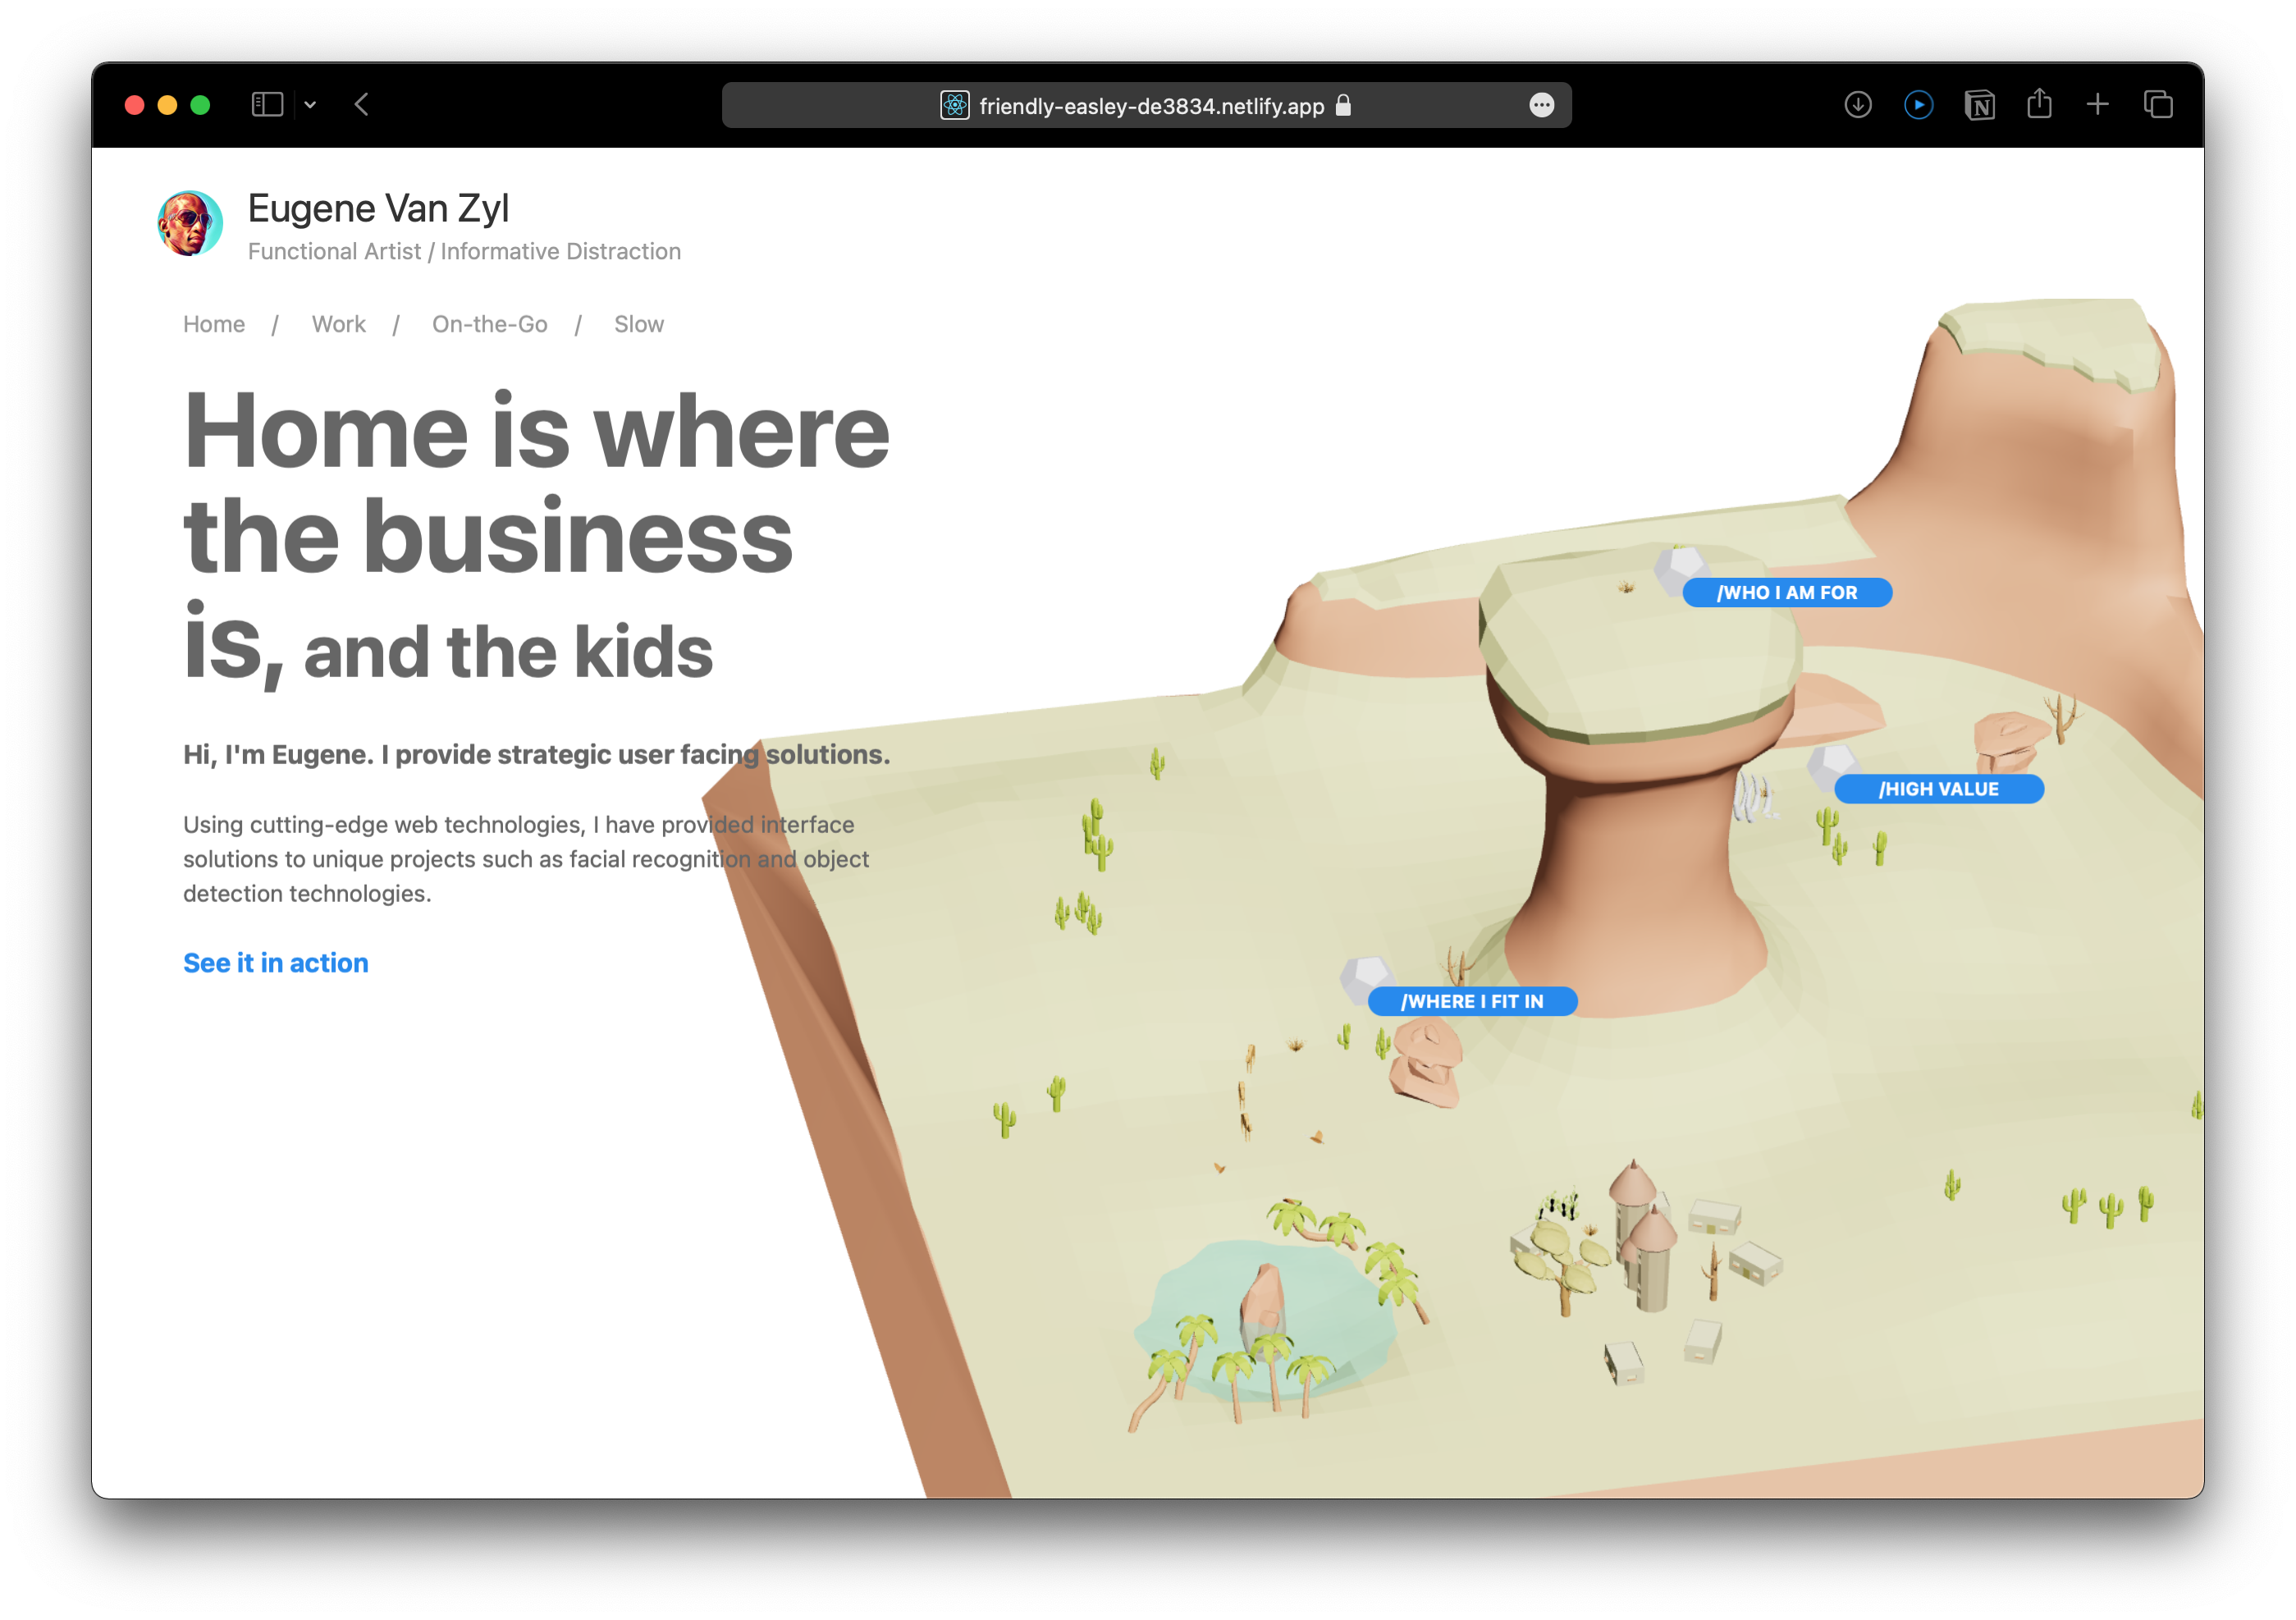 friendly-easley-de3834.netlify.app
Eugene Van Zyl
Functional Artist / Informative Distraction
Home / Work / On-the-Go / Slow
Home is where
the business
is, and the kids
Hi, I'm Eugene. I provide strategic user facing solutions.
Using cutting-edge web technologies, I have provided interface
solutions to unique projects such as facial recognition and object
detection technologies.
See it in action
/WHO I AM FOR
/HIGH VALUE
/WHERE I FIT IN